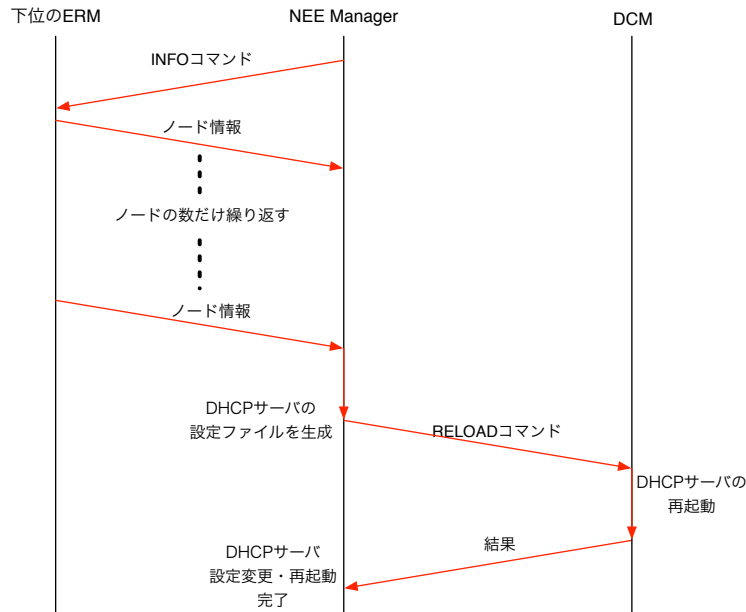 下位のERM
NEE Manager
DCM
INFOコマンド
ノード情報
ノードの数だけ繰り返す
ノード情報
DHCPサーバの
設定ファイルを生成
RELOADコマンド
DHCPサーバの
再起動
結果
DHCPサーバ
設定変更・再起動
完了